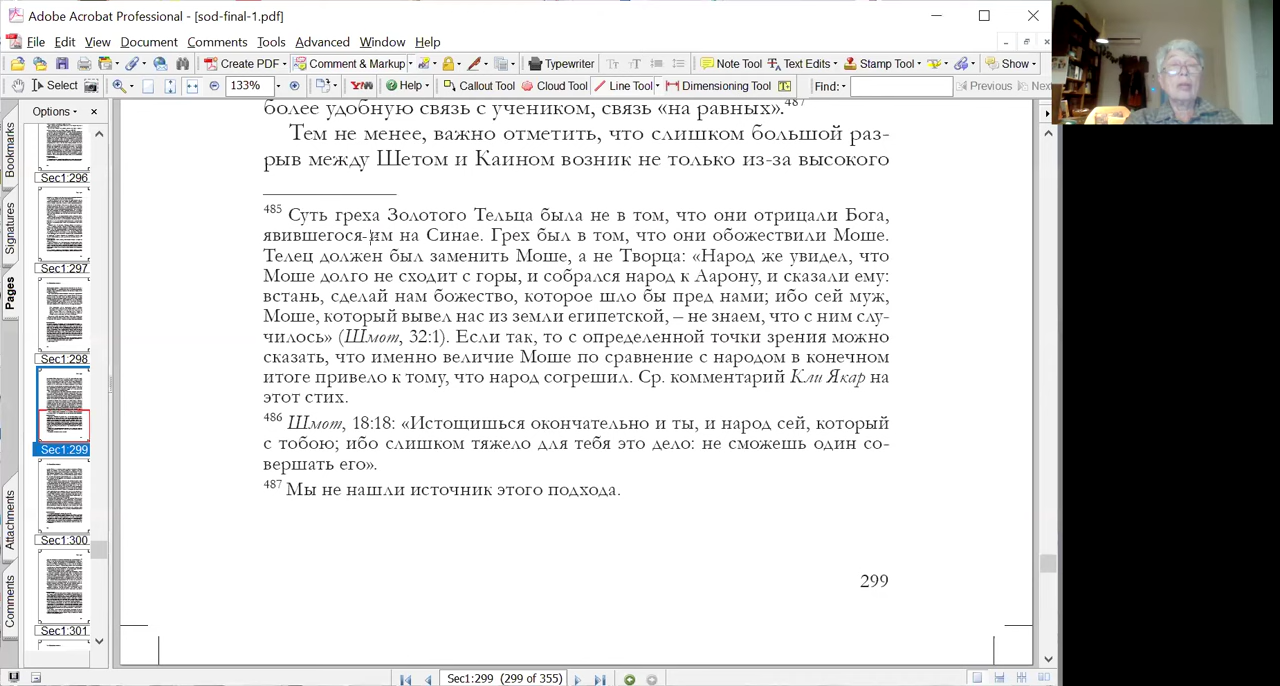 Adobe Acrobat Professional - [sod-final-1.pdf]
File Edit View Document Comments Tools Advanced Window Help
Create PDF Comment & Markup Typewriter Note Tool Text Edits Stamp Tool Show
Select 133% Help Callout Tool Cloud Tool Line Tool Dimensioning Tool Find: Previous Next
Options
Bookmarks
Signatures
Pages
Attachments
Comments
Sec1:296
Sec1:297
Sec1:298
Sec1:299
Sec1:300
Sec1:301
более удобную связь с учеником, связь «на равных».487
Тем не менее, важно отметить, что слишком большой раз-
рыв между Шетом и Каином возник не только из-за высокого
485 Суть греха Золотого Тельца была не в том, что они отрицали Бога,
явившегося-им на Синае. Грех был в том, что они обожествили Моше.
Телец должен был заменить Моше, а не Творца: «Народ же увидел, что
Моше долго не сходит с горы, и собрался народ к Аарону, и сказали ему:
встань, сделай нам божество, которое шло бы пред нами; ибо сей муж,
Моше, который вывел нас из земли египетской, – не знаем, что с ним слу-
чилось» (Шмот, 32:1). Если так, то с определенной точки зрения можно
сказать, что именно величие Моше по сравнение с народом в конечном
итоге привело к тому, что народ согрешил. Ср. комментарий Кли Якар на
этот стих.
486 Шмот, 18:18: «Истощишься окончательно и ты, и народ сей, который
с тобою; ибо слишком тяжело для тебя это дело: не сможешь один со-
вершать его».
487 Мы не нашли источник этого подхода.
299
Sec1:299 (299 of 355)